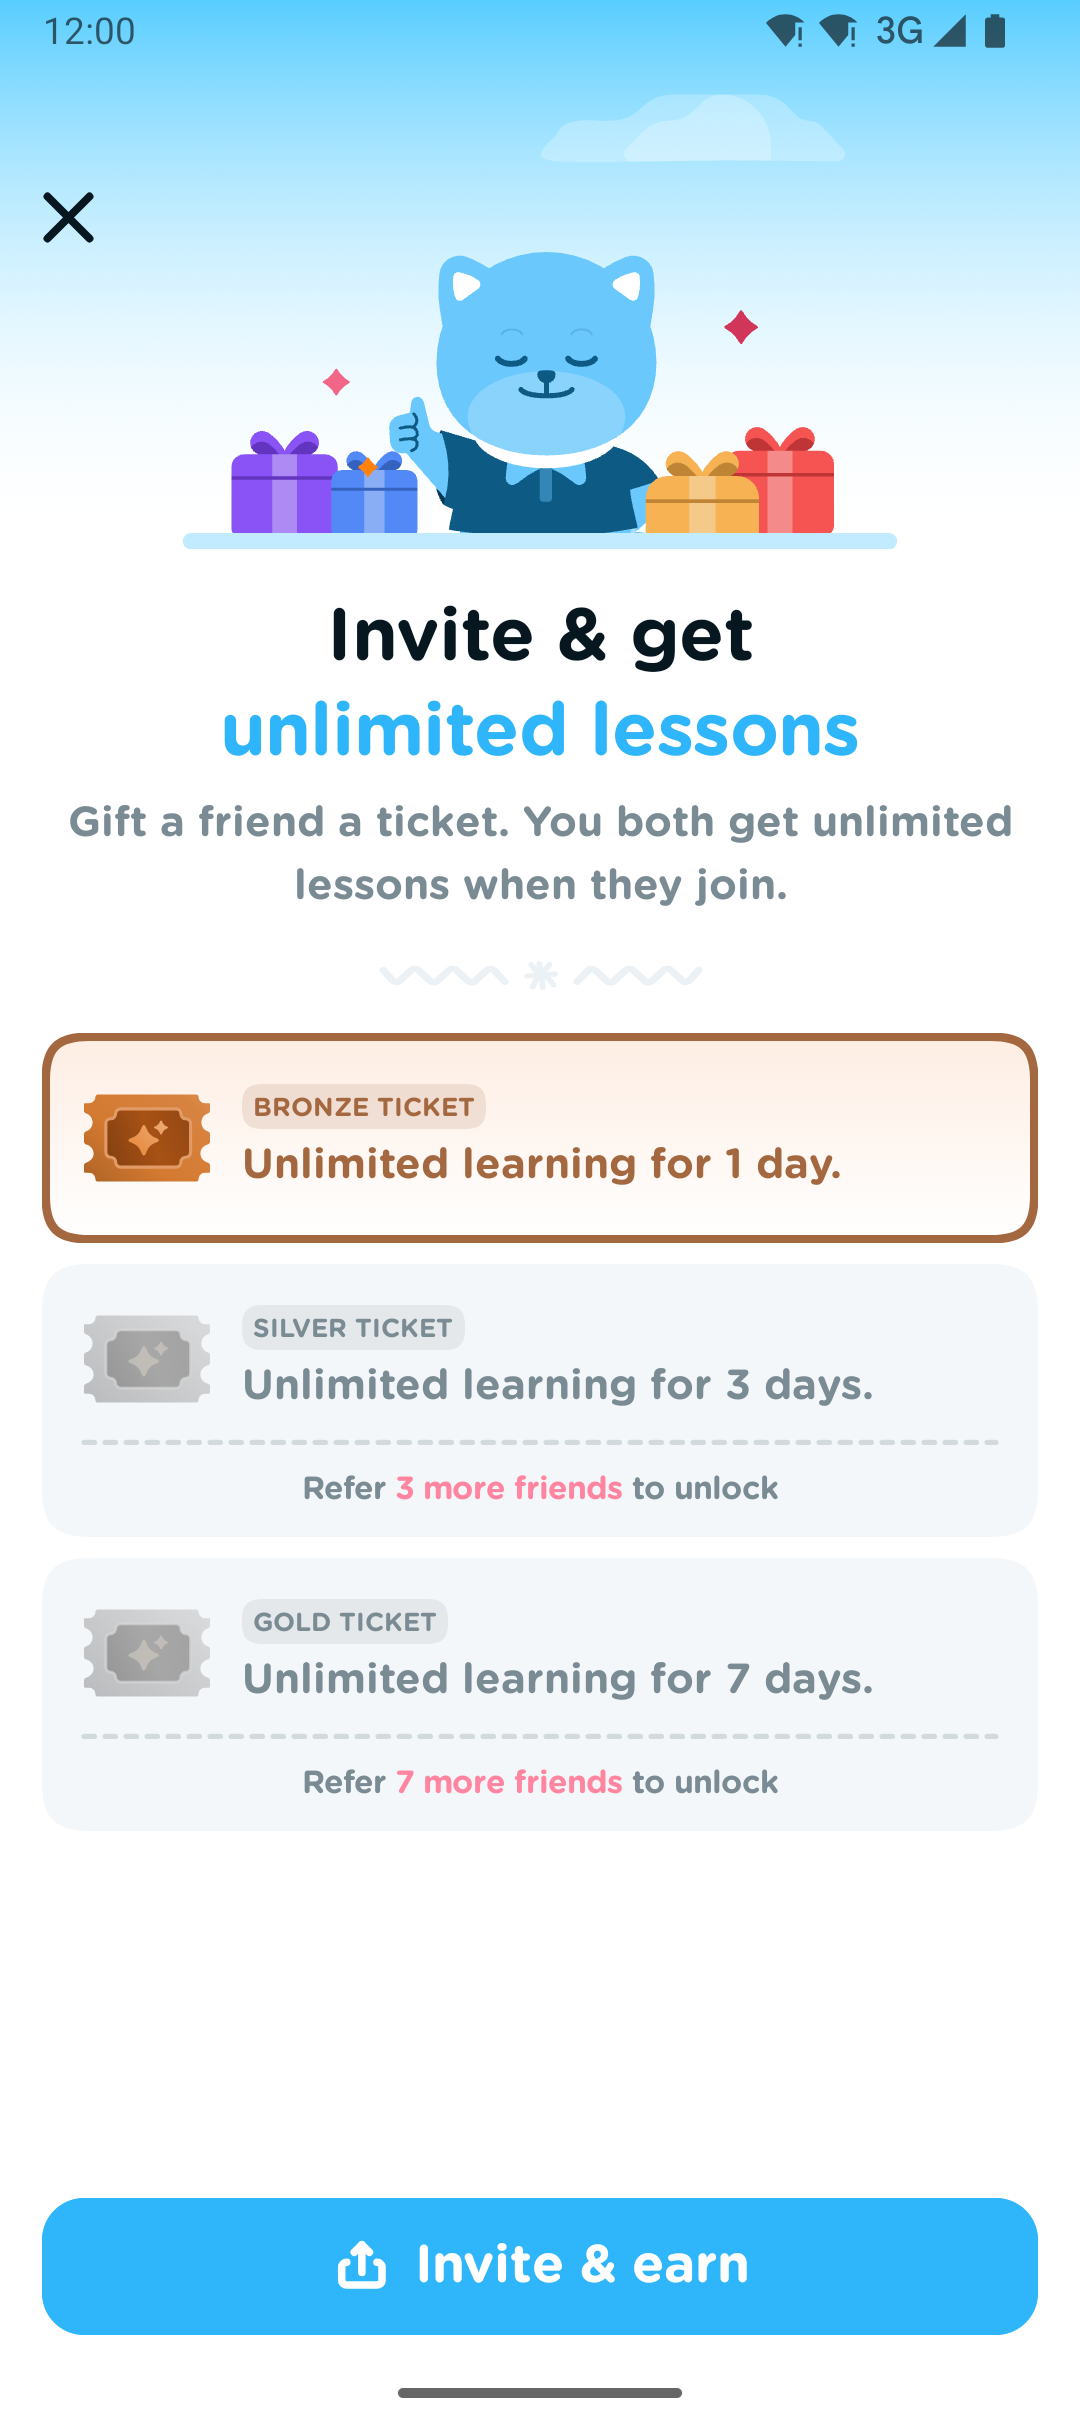 12:00
3G
Invite & get
unlimited lessons
Gift a friend a ticket. You both get unlimited
lessons when they join.
BRONZE TICKET
Unlimited learning for 1 day.
SILVER TICKET
Unlimited learning for 3 days.
Refer 3 more friends to unlock
GOLD TICKET
Unlimited learning for 7 days.
Refer 7 more friends to unlock
Invite & earn